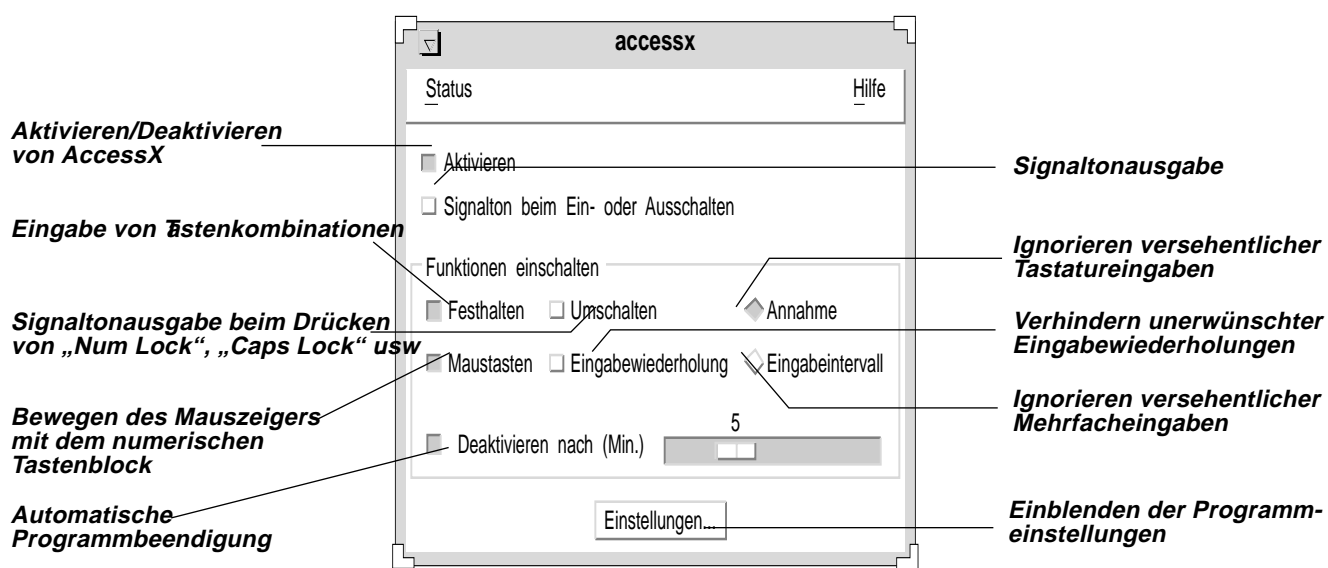 accessx
Status Hilfe
Aktivieren/Deaktivieren
von AccessX
Aktivieren
Signaltonausgabe
Signalton beim Ein- oder Ausschalten
Eingabe von Tastenkombinationen
Ignorieren versehentlicher
Tastatureingaben
Funktionen einschalten
Festhalten Umschalten Annahme
Signaltonausgabe beim Drücken
von „Num Lock“, „Caps Lock“ usw
Verhindern unerwünschter
Eingabewiederholungen
Maustasten Eingabewiederholung Eingabeintervall
Ignorieren versehentlicher
Mehrfacheingaben
Bewegen des Mauszeigers
mit dem numerischen
Tastenblock
5
Deaktivieren nach (Min.)
Automatische
Programmbeendigung
Einstellungen...
Einblenden der Programm-
einstellungen